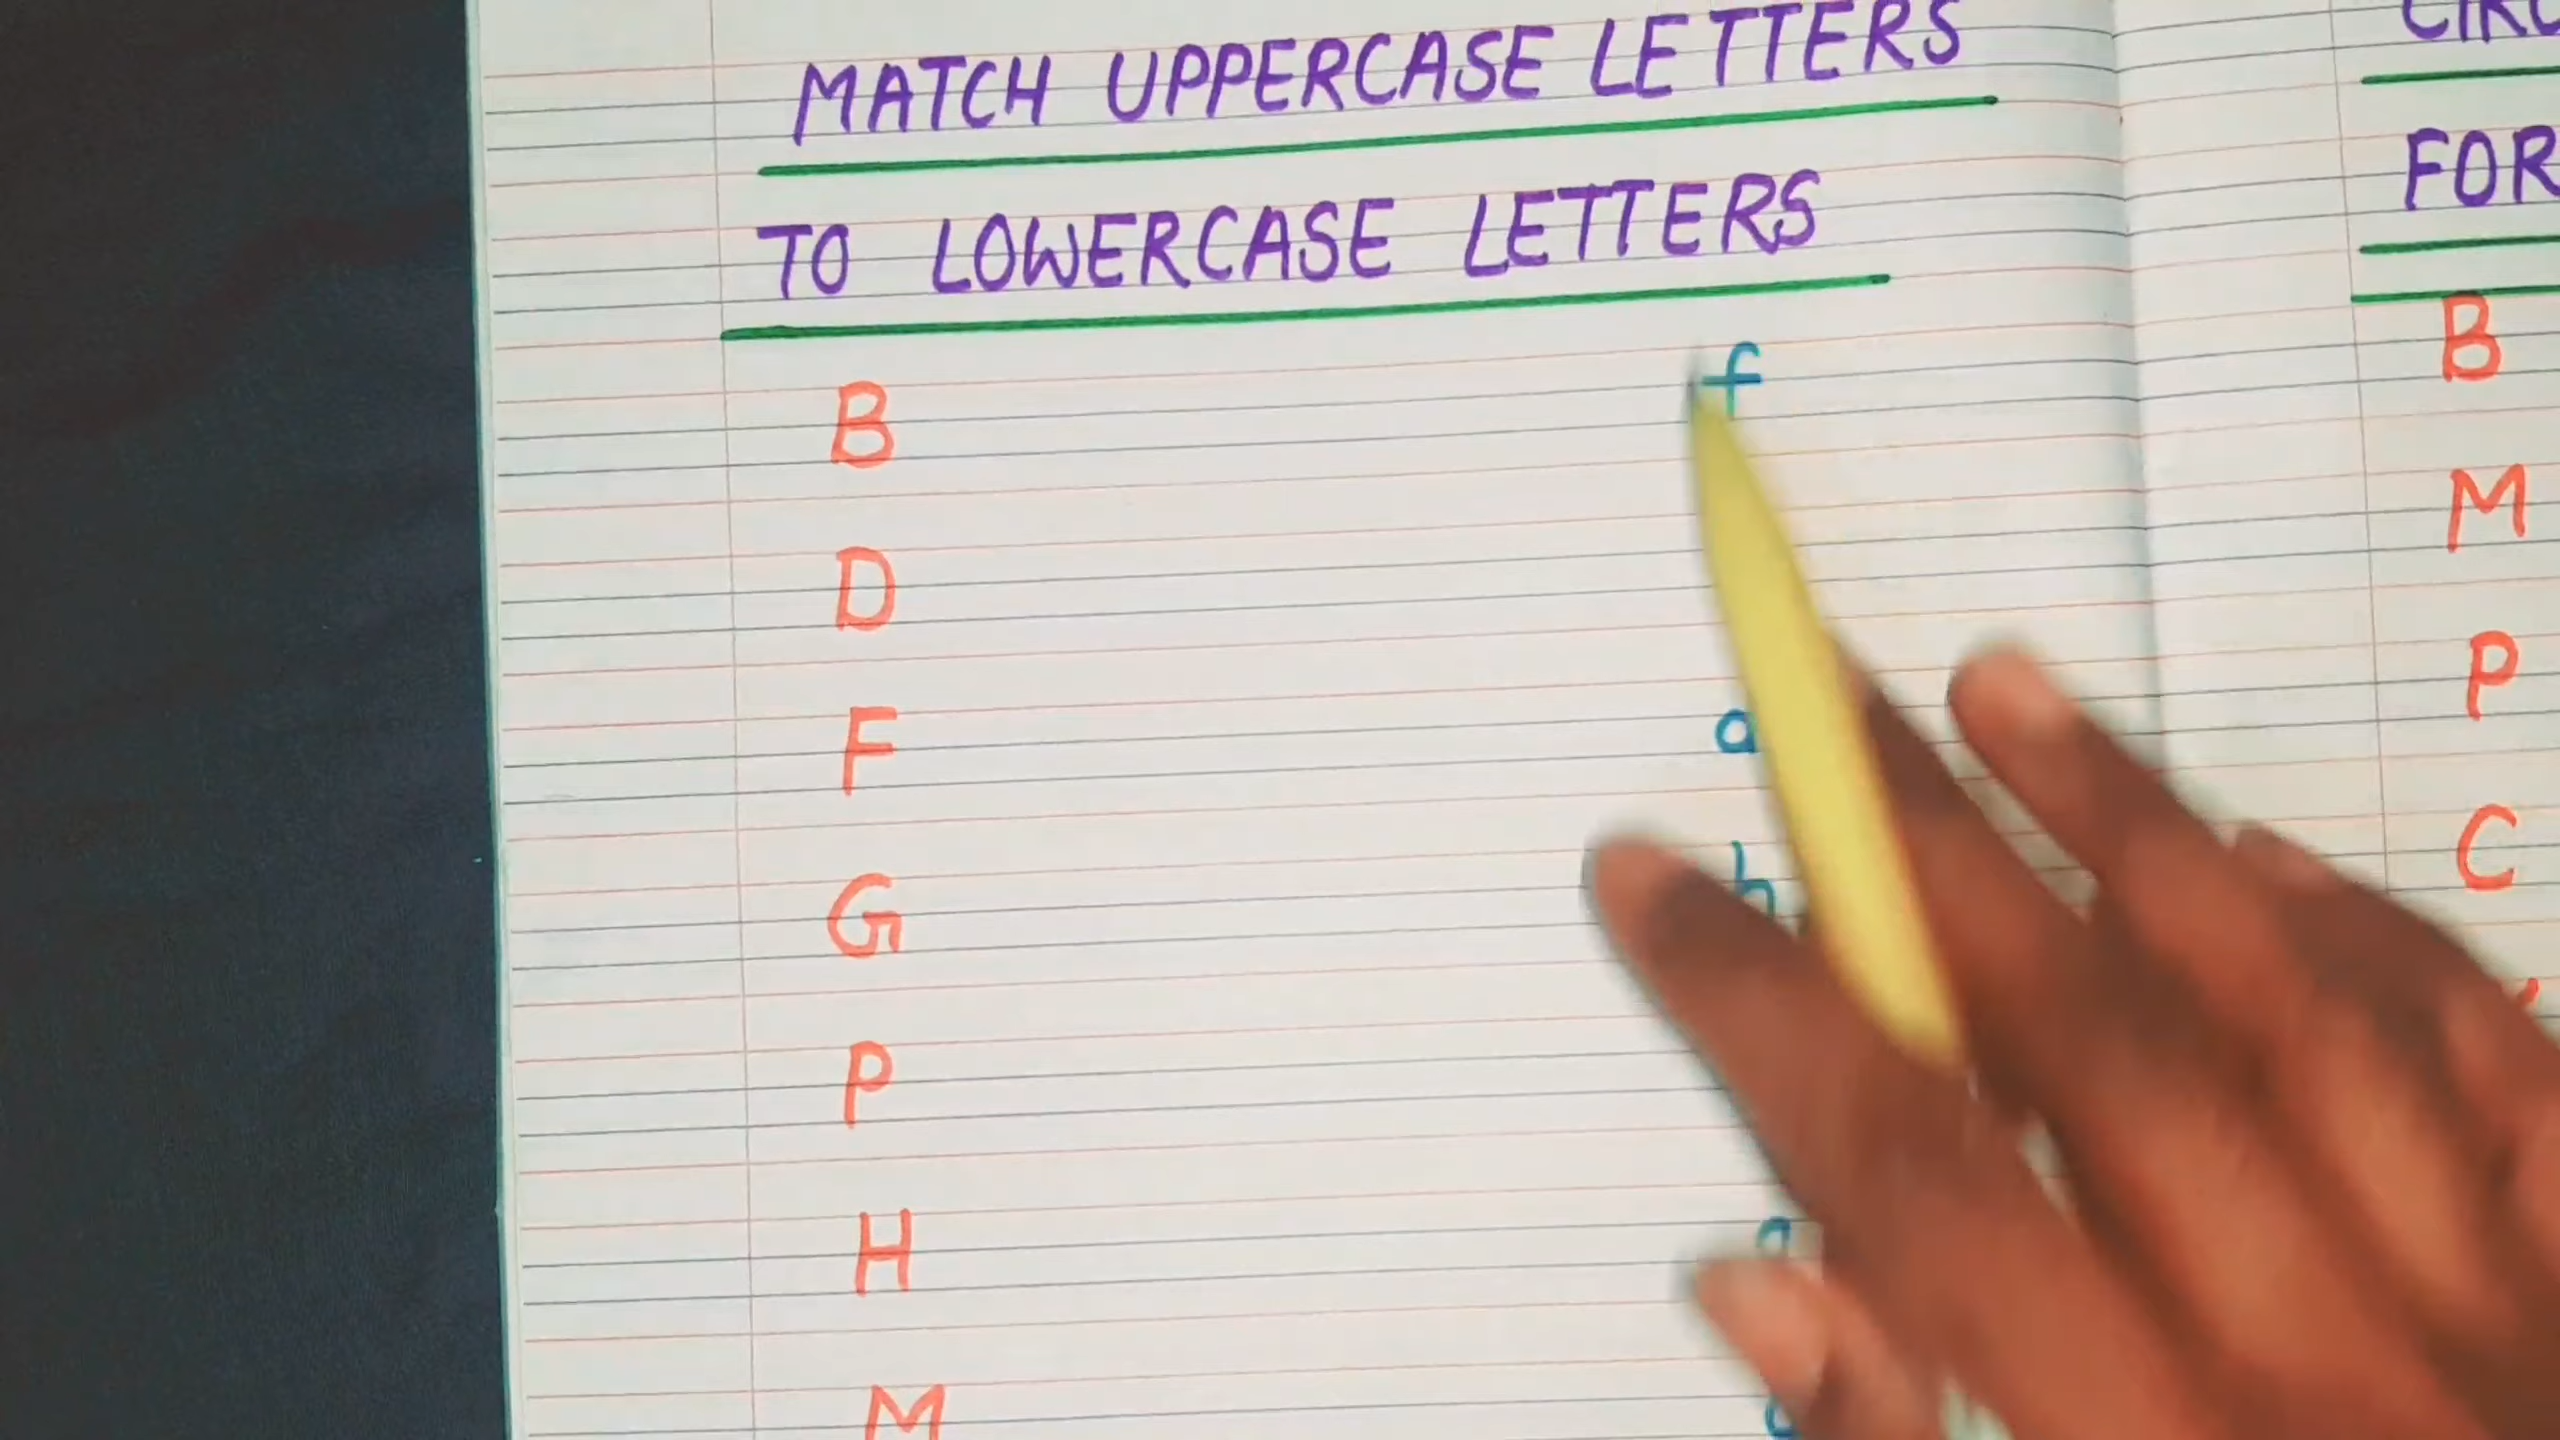 MATCH UPPERCASE LETTERS
TO LOWERCASE LETTERS
B f
D
F a
G h
P
H
M
FOR
B
M
P
C